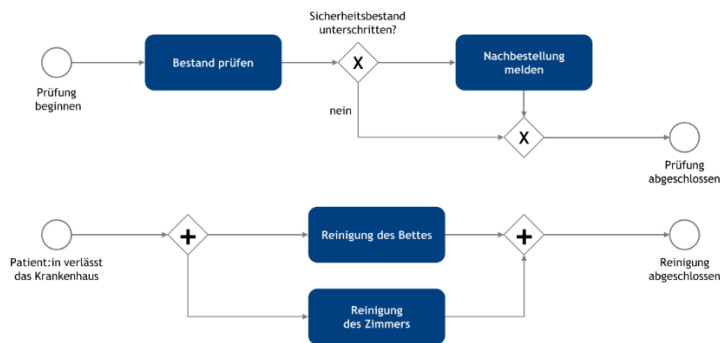 Sicherheitsbestand
unterschritten?
Bestand prüfen
X
Nachbestellung
melden
Prüfung
beginnen
nein
X
Prüfung
abgeschlossen
+
Reinigung des Bettes
+
Patient:in verlässt
das Krankenhaus
Reinigung
abgeschlossen
Reinigung
des Zimmers